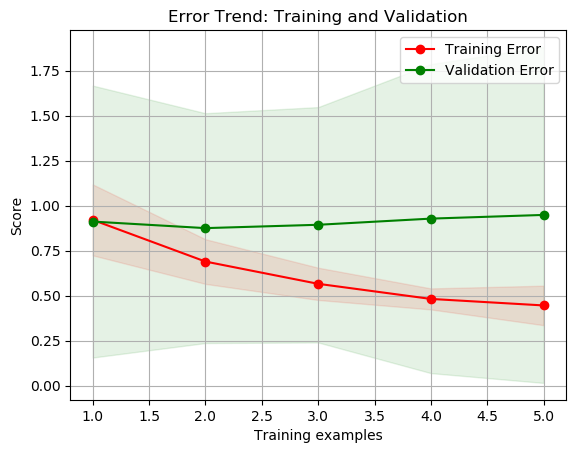 Error Trend: Training and Validation
Training Error
Validation Error
Score
1.75
1.50
1.25
1.00
0.75
0.50
0.25
0.00
1.0 1.5 2.0 2.5 3.0 3.5 4.0 4.5 5.0
Training examples